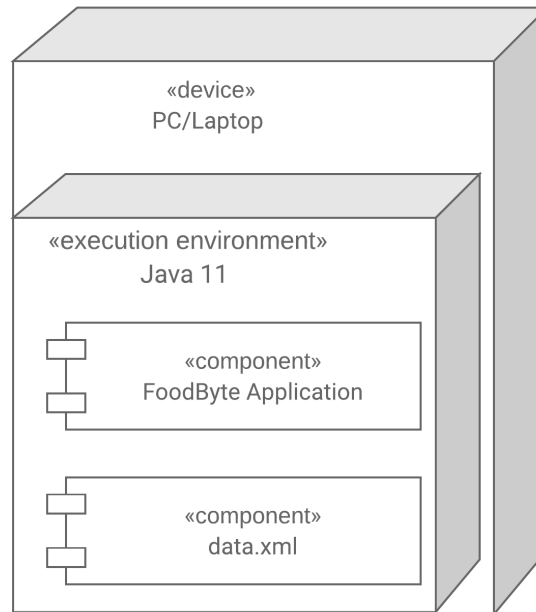 «device»
PC/Laptop
«execution environment»
Java 11
«component»
FoodByte Application
«component»
data.xml